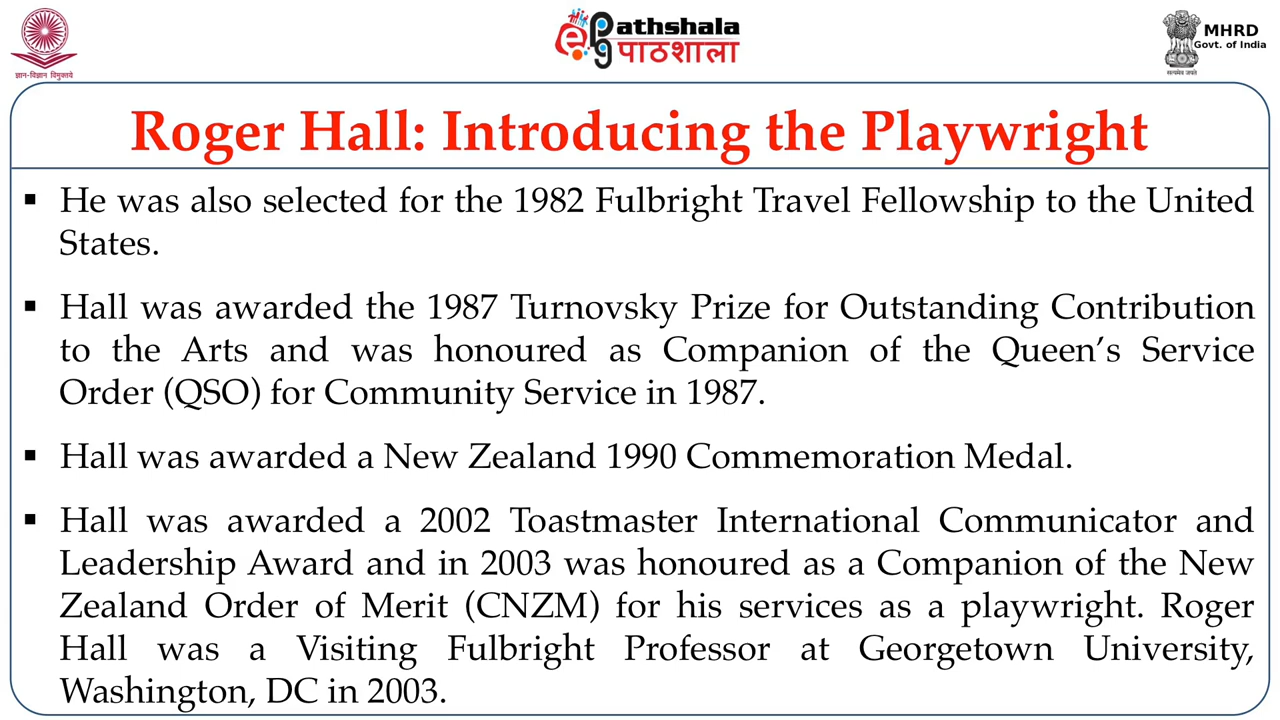 ज्ञान-विज्ञान विमुक्तये
ePathshala
पाठशाला
MHRD
Govt. of India
सत्यमेव जयते
Roger Hall: Introducing the Playwright
▪ He was also selected for the 1982 Fulbright Travel Fellowship to the United
States.
▪ Hall was awarded the 1987 Turnovsky Prize for Outstanding Contribution
to the Arts and was honoured as Companion of the Queen’s Service
Order (QSO) for Community Service in 1987.
▪ Hall was awarded a New Zealand 1990 Commemoration Medal.
▪ Hall was awarded a 2002 Toastmaster International Communicator and
Leadership Award and in 2003 was honoured as a Companion of the New
Zealand Order of Merit (CNZM) for his services as a playwright. Roger
Hall was a Visiting Fulbright Professor at Georgetown University,
Washington, DC in 2003.